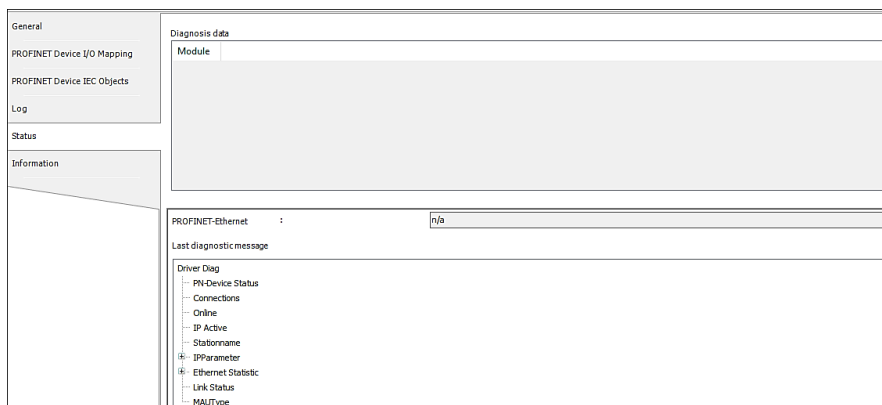 General
PROFINET Device I/O Mapping
PROFINET Device IEC Objects
Log
Status
Information
Diagnosis data
Module
PROFINET-Ethernet : n/a
Last diagnostic message
Driver Diag
PN-Device Status
Connections
Online
IP Active
Stationname
IPParameter
Ethernet Statistic
Link Status
MAUType